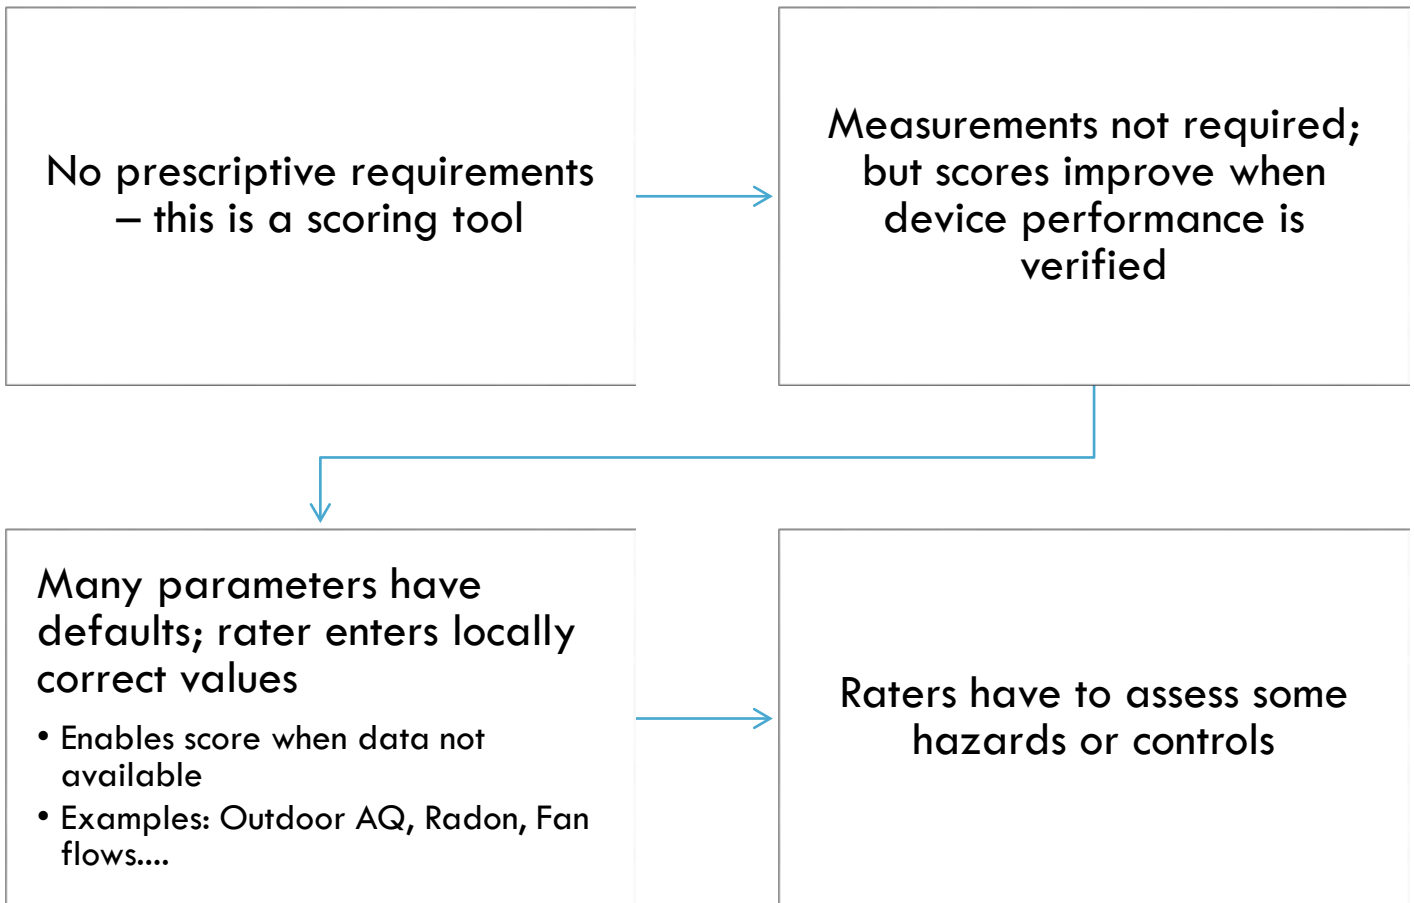 No prescriptive requirements
– this is a scoring tool
Measurements not required;
but scores improve when
device performance is
verified
Many parameters have
defaults; rater enters locally
correct values
• Enables score when data not
available
• Examples: Outdoor AQ, Radon, Fan
flows....
Raters have to assess some
hazards or controls